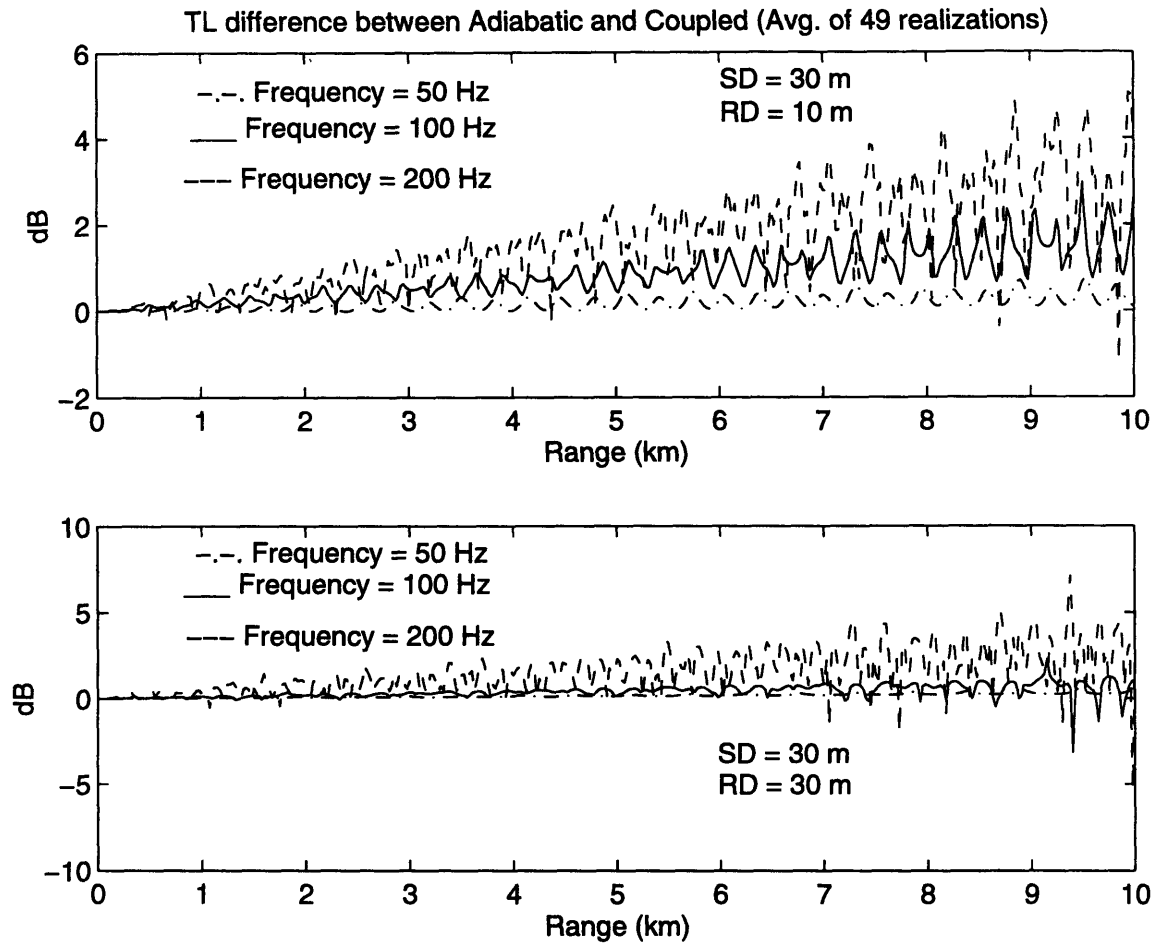 TL difference between Adiabatic and Coupled (Avg. of 49 realizations)
6
4
2
0
−2
dB
Frequency = 50 Hz
Frequency = 100 Hz
Frequency = 200 Hz
SD = 30 m
RD = 10 m
0 1 2 3 4 5 6 7 8 9 10
Range (km)
10
5
0
−5
−10
dB
Frequency = 50 Hz
Frequency = 100 Hz
Frequency = 200 Hz
SD = 30 m
RD = 30 m
0 1 2 3 4 5 6 7 8 9 10
Range (km)